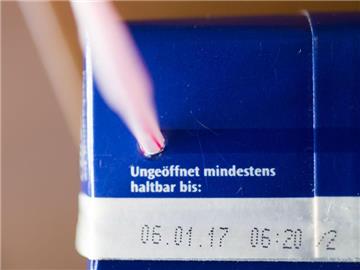 Ungeöffnet mindestens
haltbar bis:
06.01.17 06:20 /2